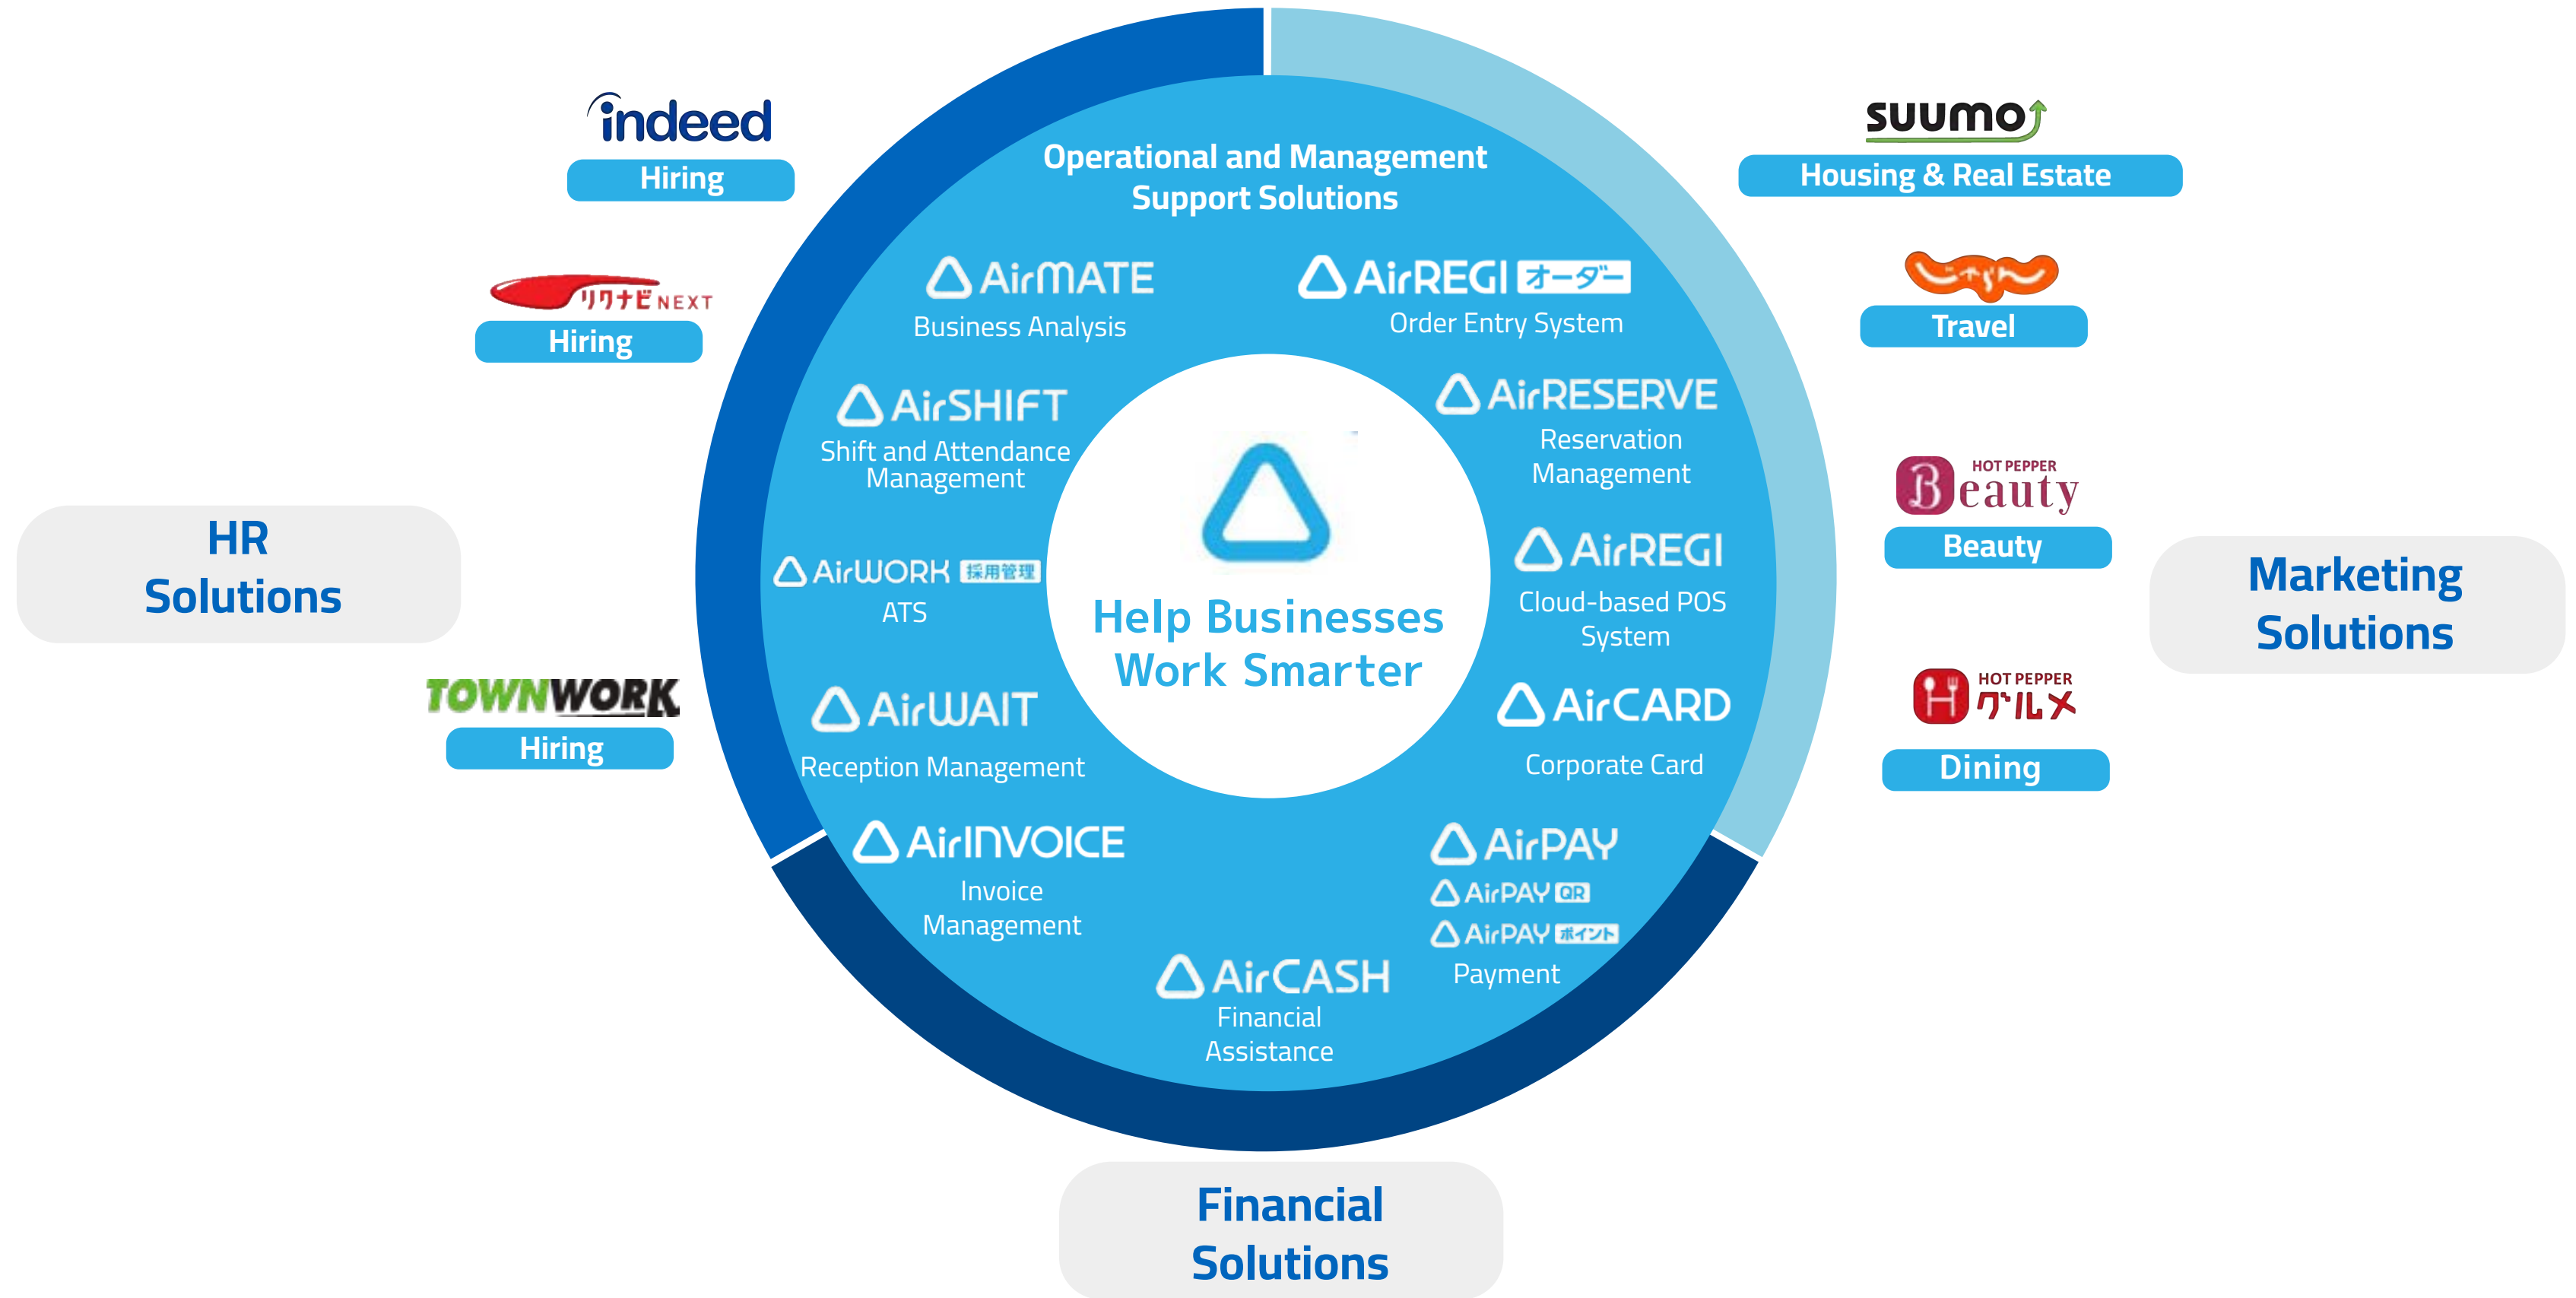 indeed
Hiring
リクナビNEXT
Hiring
HR
Solutions
TOWNWORK
Hiring
Operational and Management
Support Solutions
AirMATE
Business Analysis
AirREGI オーダー
Order Entry System
AirSHIFT
Shift and Attendance
Management
AirRESERVE
Reservation
Management
AirWORK 採用管理
ATS
AirREGI
Cloud-based POS
System
Help Businesses
Work Smarter
AirWAIT
Reception Management
AirCARD
Corporate Card
AirINVOICE
Invoice
Management
AirPAY
AirPAY QR
AirPAY ポイント
Payment
AirCASH
Financial
Assistance
SUUMO
Housing & Real Estate
じゃらん
Travel
HOT PEPPER
Beauty
Beauty
Marketing
Solutions
HOT PEPPER
グルメ
Dining
Financial
Solutions